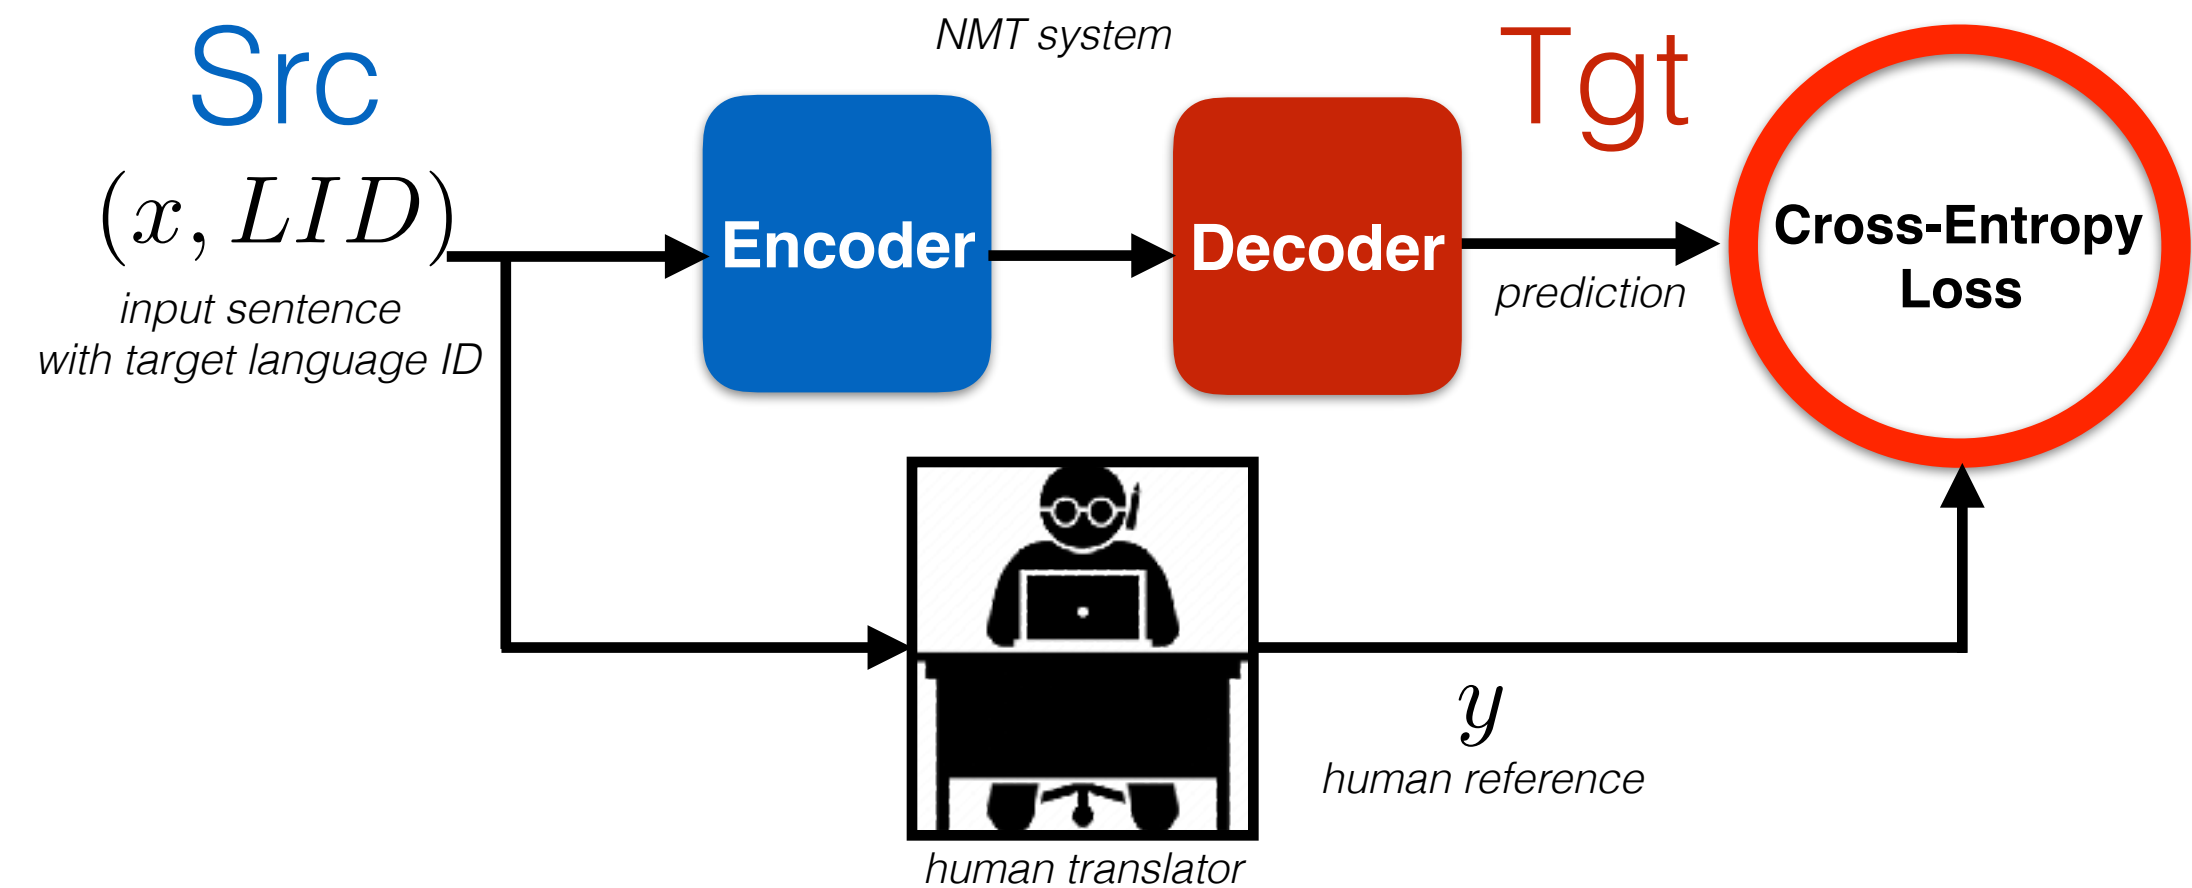 Src
NMT system
Tgt
(x, LID)
input sentence
with target language ID
Encoder
Decoder
prediction
Cross-Entropy
Loss
y
human reference
human translator